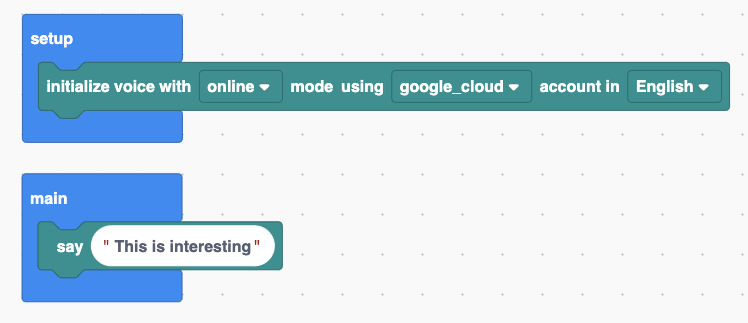 setup
initialize voice with online mode using google_cloud account in English
main
say " This is interesting "